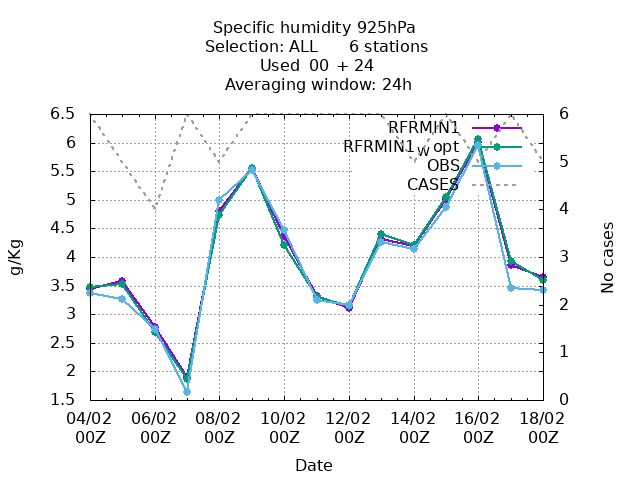 Specific humidity 925hPa
Selection: ALL 6 stations
Used 00 + 24
Averaging window: 24h
6.5 6
RFRMIN1
6
RFRMIN1_W opt
5.5 5
OBS
CASES
5
4.5 4
4
g/Kg No cases
3.5 3
3
2
2.5
2 1
1.5 0
04/02 06/02 08/02 10/02 12/02 14/02 16/02 18/02
00Z 00Z 00Z 00Z 00Z 00Z 00Z 00Z
Date